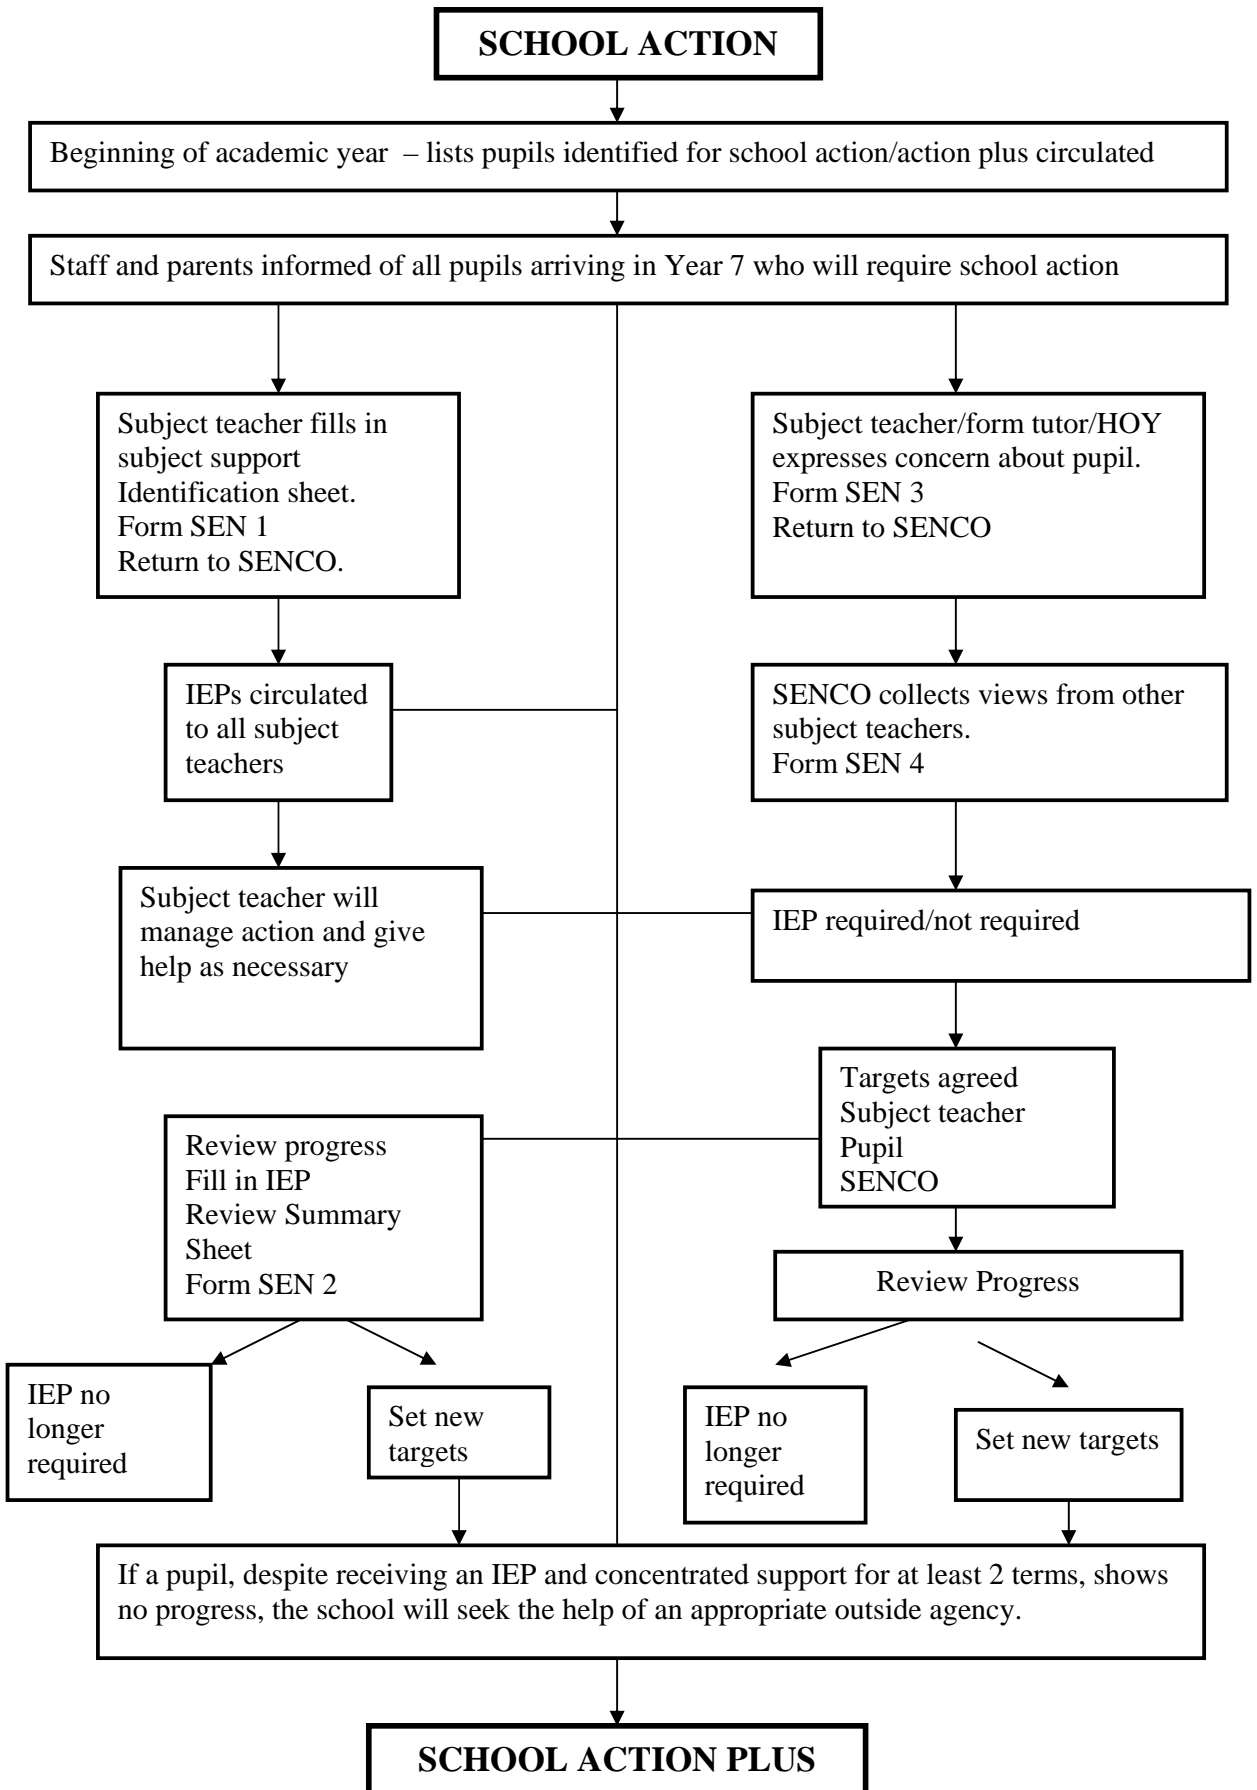 SCHOOL ACTION
Beginning of academic year – lists pupils identified for school action/action plus circulated
Staff and parents informed of all pupils arriving in Year 7 who will require school action
Subject teacher fills in
subject support
Identification sheet.
Form SEN 1
Return to SENCO.
Subject teacher/form tutor/HOY
expresses concern about pupil.
Form SEN 3
Return to SENCO
IEPs circulated
to all subject
teachers
SENCO collects views from other
subject teachers.
Form SEN 4
Subject teacher will
manage action and give
help as necessary
IEP required/not required
Targets agreed
Subject teacher
Pupil
SENCO
Review progress
Fill in IEP
Review Summary
Sheet
Form SEN 2
Review Progress
IEP no
longer
required
Set new
targets
IEP no
longer
required
Set new targets
If a pupil, despite receiving an IEP and concentrated support for at least 2 terms, shows
no progress, the school will seek the help of an appropriate outside agency.
SCHOOL ACTION PLUS